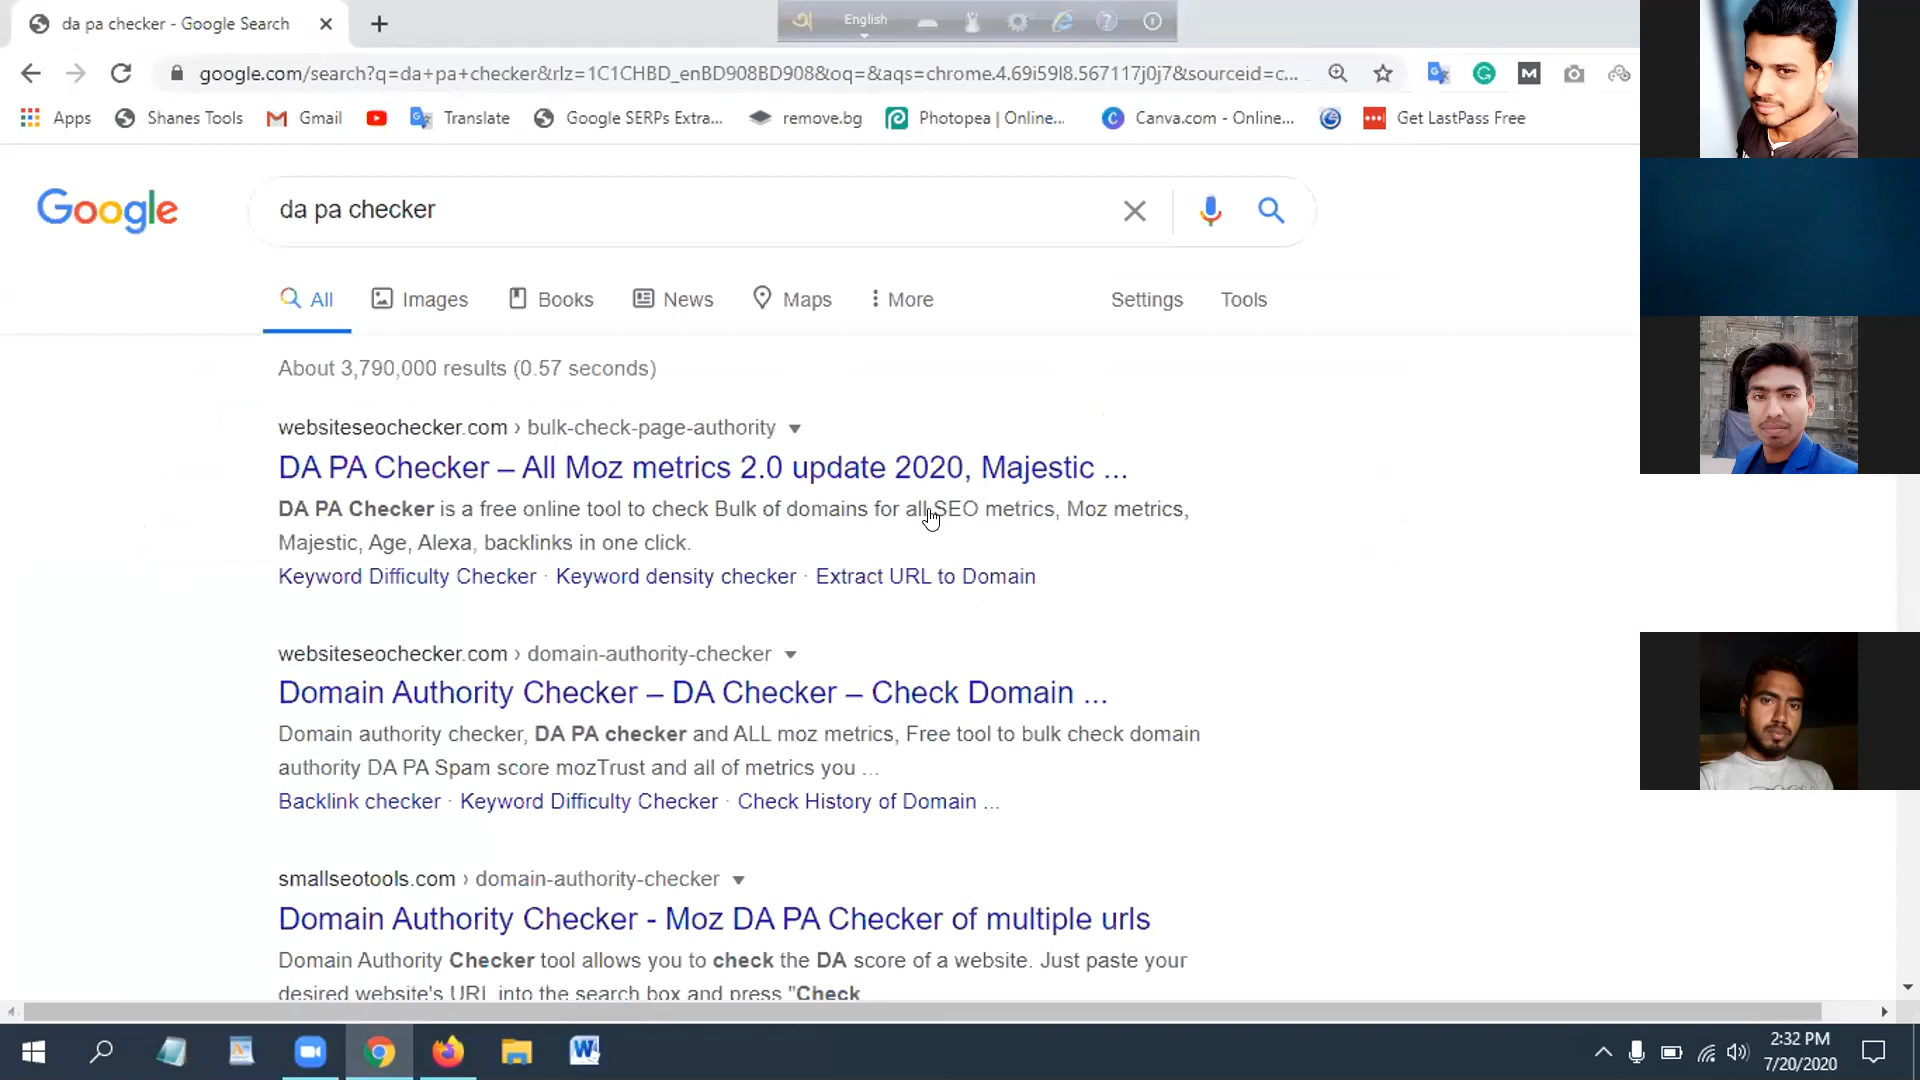 da pa checker - Google Search
English
google.com/search?q=da+pa+checker&rlz=1C1CHBD_enBD908BD908&oq=&aqs=chrome.4.69i59l8.567117j0j7&sourceid=c...
Apps
Shanes Tools
Gmail
Translate
Google SERPs Extra...
remove.bg
Photopea | Online...
Canva.com - Online...
Get LastPass Free
Google
da pa checker
All
Images
Books
News
Maps
More
Settings
Tools
About 3,790,000 results (0.57 seconds)
websiteseochecker.com › bulk-check-page-authority
DA PA Checker – All Moz metrics 2.0 update 2020, Majestic ...
DA PA Checker is a free online tool to check Bulk of domains for all SEO metrics, Moz metrics,
Majestic, Age, Alexa, backlinks in one click.
Keyword Difficulty Checker · Keyword density checker · Extract URL to Domain
websiteseochecker.com › domain-authority-checker
Domain Authority Checker – DA Checker – Check Domain ...
Domain authority checker, DA PA checker and ALL moz metrics, Free tool to bulk check domain
authority DA PA Spam score mozTrust and all of metrics you ...
Backlink checker · Keyword Difficulty Checker · Check History of Domain ...
smallseotools.com › domain-authority-checker
Domain Authority Checker - Moz DA PA Checker of multiple urls
Domain Authority Checker tool allows you to check the DA score of a website. Just paste your
desired website's URL into the search box and press "Check
2:32 PM
7/20/2020